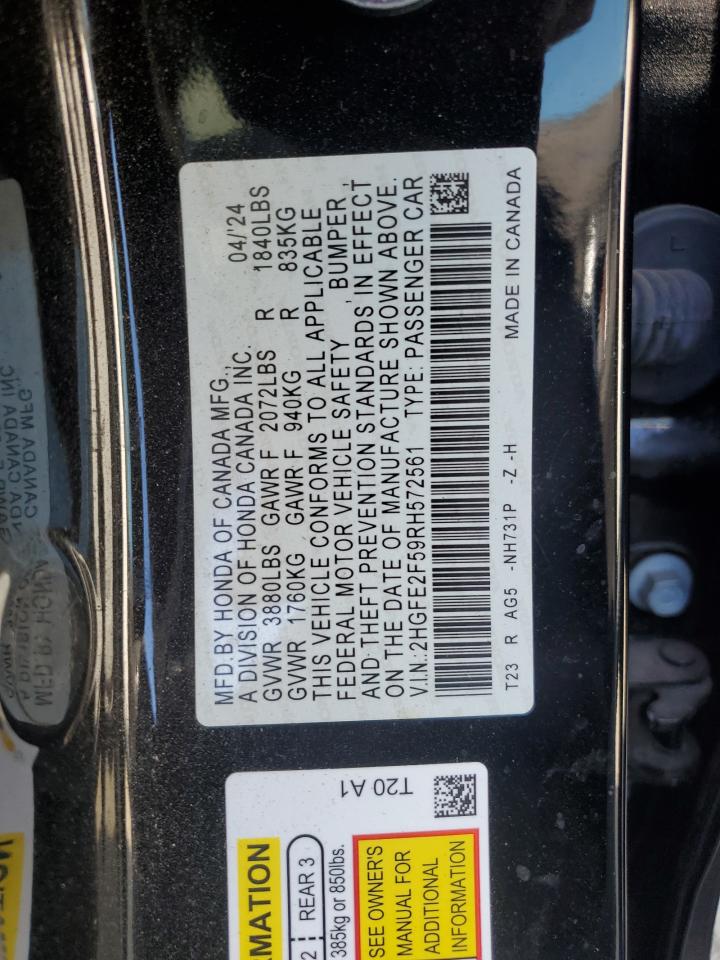 MFD.BY HONDA OF CANADA MFG.,
A DIVISION OF HONDA CANADA INC. 04/'24
GVWR 3880LBS GAWR F 2072LBS R 1840LBS
GVWR 1760KG GAWR F 940KG R 835KG
THIS VEHICLE CONFORMS TO ALL APPLICABLE
FEDERAL MOTOR VEHICLE SAFETY , BUMPER ,
AND THEFT PREVENTION STANDARDS IN EFFECT
ON THE DATE OF MANUFACTURE SHOWN ABOVE.
V.I.N.: 2HGFE2F59RH572561 TYPE: PASSENGER CAR
T23 R AG5 -NH731P -Z -H MADE IN CANADA
T20 A1
REAR 3
385kg or 850lbs.
SEE OWNER'S
MANUAL FOR
ADDITIONAL
INFORMATION